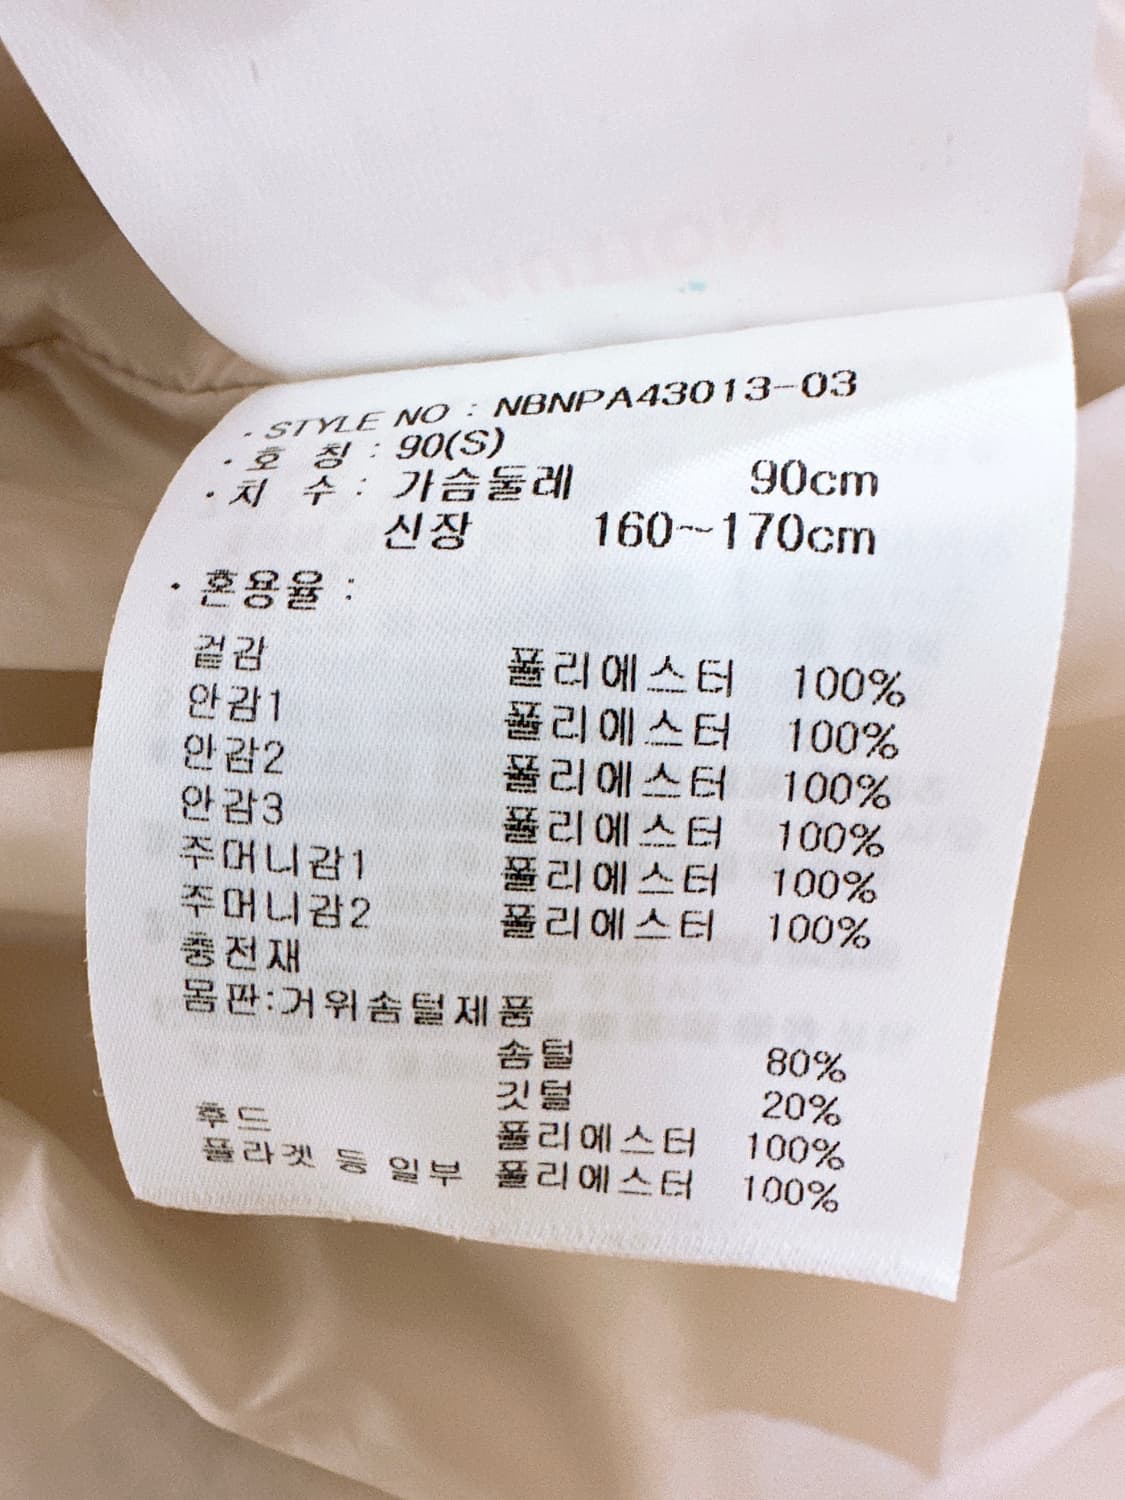 · STYLE NO : NBNPA43013-03
· 호 칭 : 90(S)
· 치 수 : 가슴둘레 90cm
신장 160~170cm
· 혼용율 :
겉감 폴리에스터 100%
안감1 폴리에스터 100%
안감2 폴리에스터 100%
안감3 폴리에스터 100%
주머니감1 폴리에스터 100%
주머니감2 폴리에스터 100%
충전재
몸판:거위솜털제품
솜털 80%
깃털 20%
후드 폴리에스터 100%
플라켓 등 일부 폴리에스터 100%